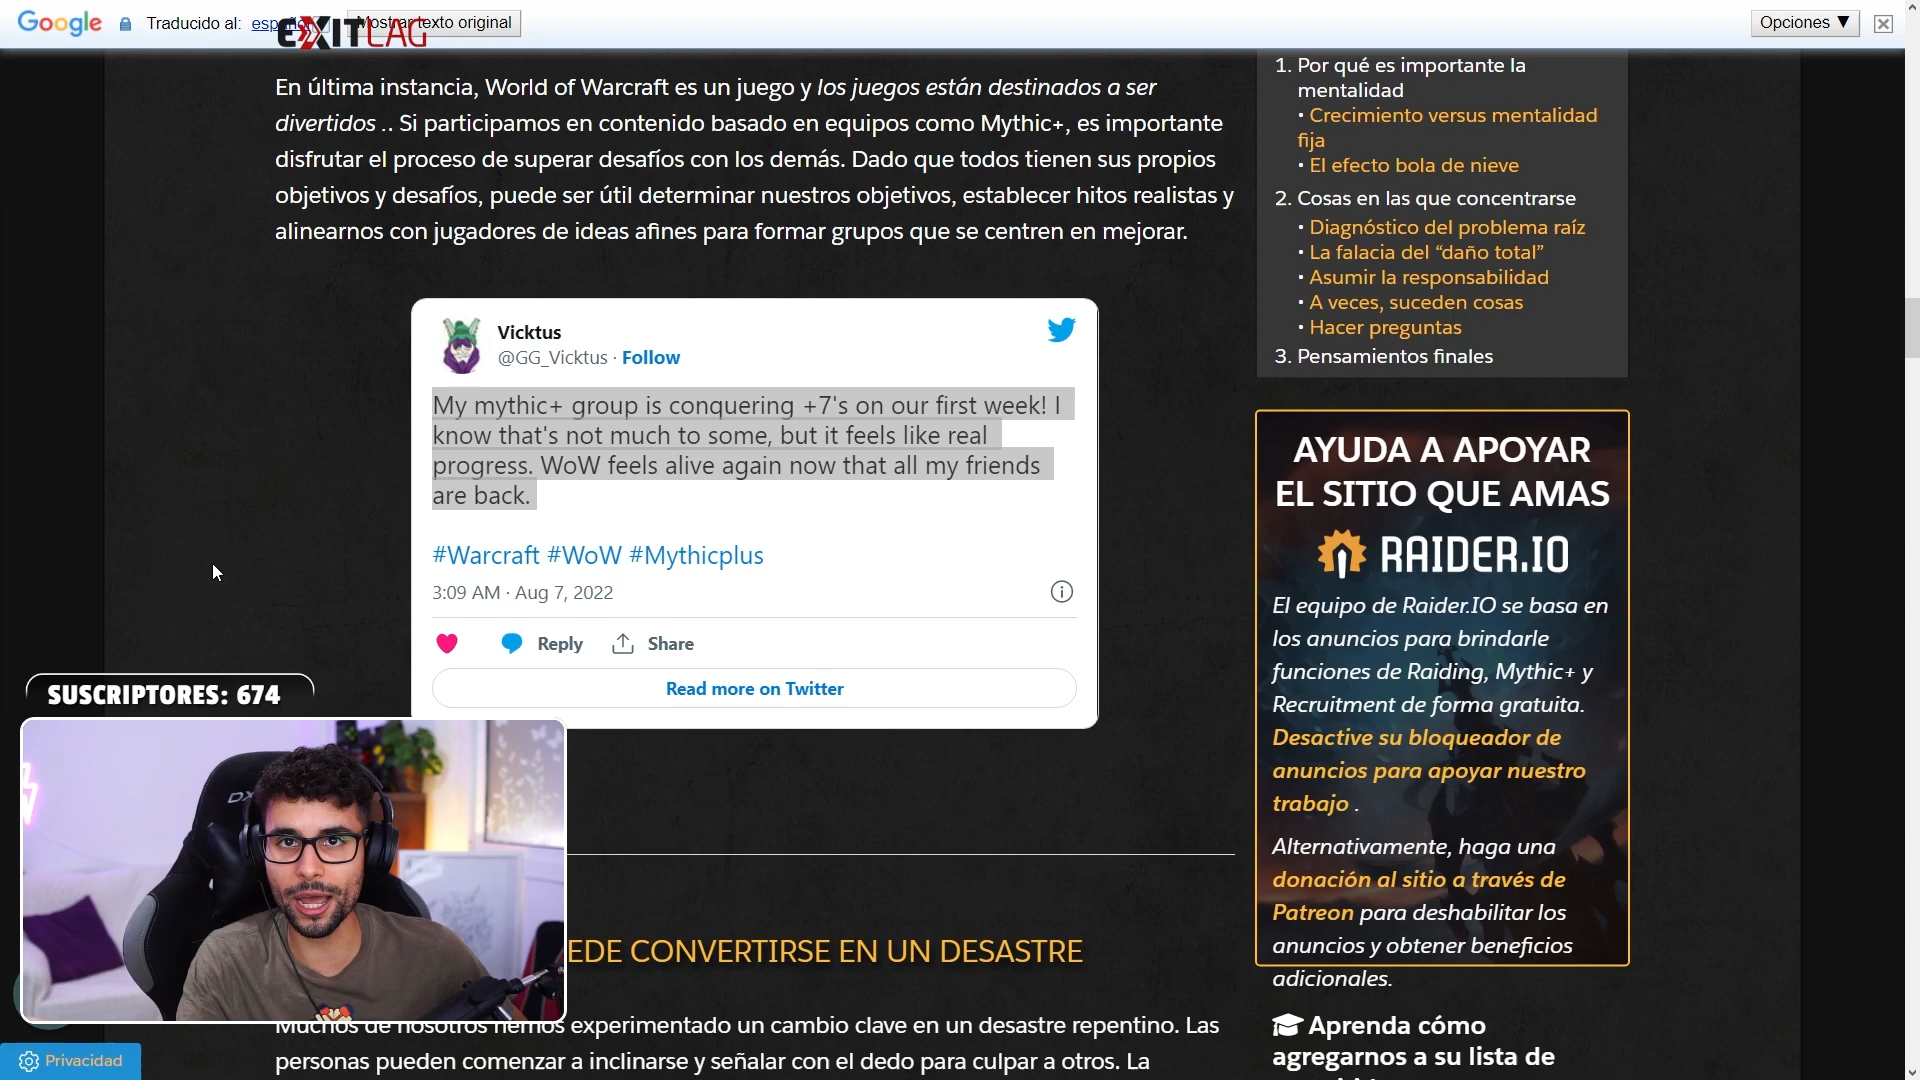 Google
Traducido al: español
Mostrar texto original
Opciones ▼
EXITLAG
En última instancia, World of Warcraft es un juego y los juegos están destinados a ser
divertidos .. Si participamos en contenido basado en equipos como Mythic+, es importante
disfrutar el proceso de superar desafíos con los demás. Dado que todos tienen sus propios
objetivos y desafíos, puede ser útil determinar nuestros objetivos, establecer hitos realistas y
alinearnos con jugadores de ideas afines para formar grupos que se centren en mejorar.
Vicktus
@GG_Vicktus · Follow
My mythic+ group is conquering +7's on our first week! I
know that's not much to some, but it feels like real
progress. WoW feels alive again now that all my friends
are back.
#Warcraft #WoW #Mythicplus
3:09 AM · Aug 7, 2022
Reply
Share
Read more on Twitter
SUSCRIPTORES: 674
DX
EDE CONVERTIRSE EN UN DESASTRE
Muchos de nosotros hemos experimentado un cambio clave en un desastre repentino. Las
personas pueden comenzar a inclinarse y señalar con el dedo para culpar a otros. La
Privacidad
1. Por qué es importante la
mentalidad
• Crecimiento versus mentalidad
fija
• El efecto bola de nieve
2. Cosas en las que concentrarse
• Diagnóstico del problema raíz
• La falacia del “daño total”
• Asumir la responsabilidad
• A veces, suceden cosas
• Hacer preguntas
3. Pensamientos finales
AYUDA A APOYAR
EL SITIO QUE AMAS
RAIDER.IO
El equipo de Raider.IO se basa en
los anuncios para brindarle
funciones de Raiding, Mythic+ y
Recruitment de forma gratuita.
Desactive su bloqueador de
anuncios para apoyar nuestro
trabajo .
Alternativamente, haga una
donación al sitio a través de
Patreon para deshabilitar los
anuncios y obtener beneficios
adicionales.
Aprenda cómo
agregarnos a su lista de